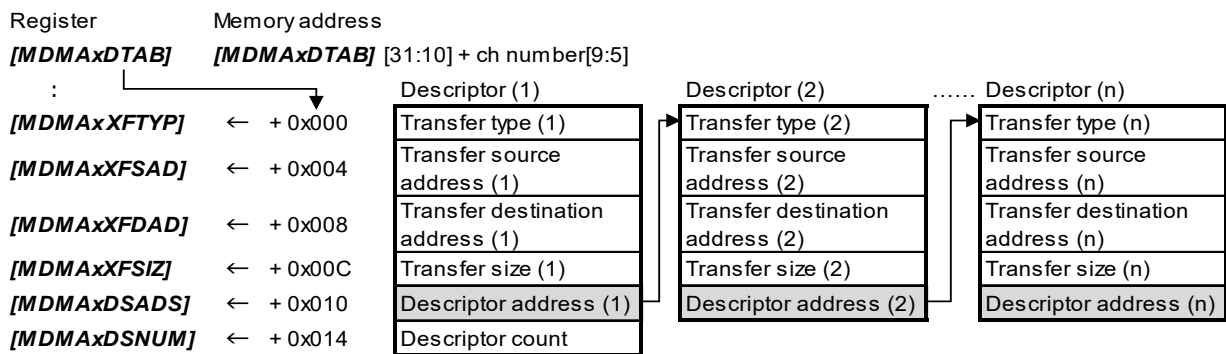 Register Memory address
[MDMAxDTAB] [MDMAxDTAB] [31:10] + ch number[9:5]
: Descriptor (1) Descriptor (2) …… Descriptor (n)
[MDMAxXFTYP] ← + 0x000 Transfer type (1) Transfer type (2) Transfer type (n)
[MDMAxXFSAD] ← + 0x004 Transfer source address (1) Transfer source address (2) Transfer source address (n)
[MDMAxXFDAD] ← + 0x008 Transfer destination address (1) Transfer destination address (2) Transfer destination address (n)
[MDMAxXFSIZ] ← + 0x00C Transfer size (1) Transfer size (2) Transfer size (n)
[MDMAxDSADS] ← + 0x010 Descriptor address (1) Descriptor address (2) Descriptor address (n)
[MDMAxDSNUM] ← + 0x014 Descriptor count